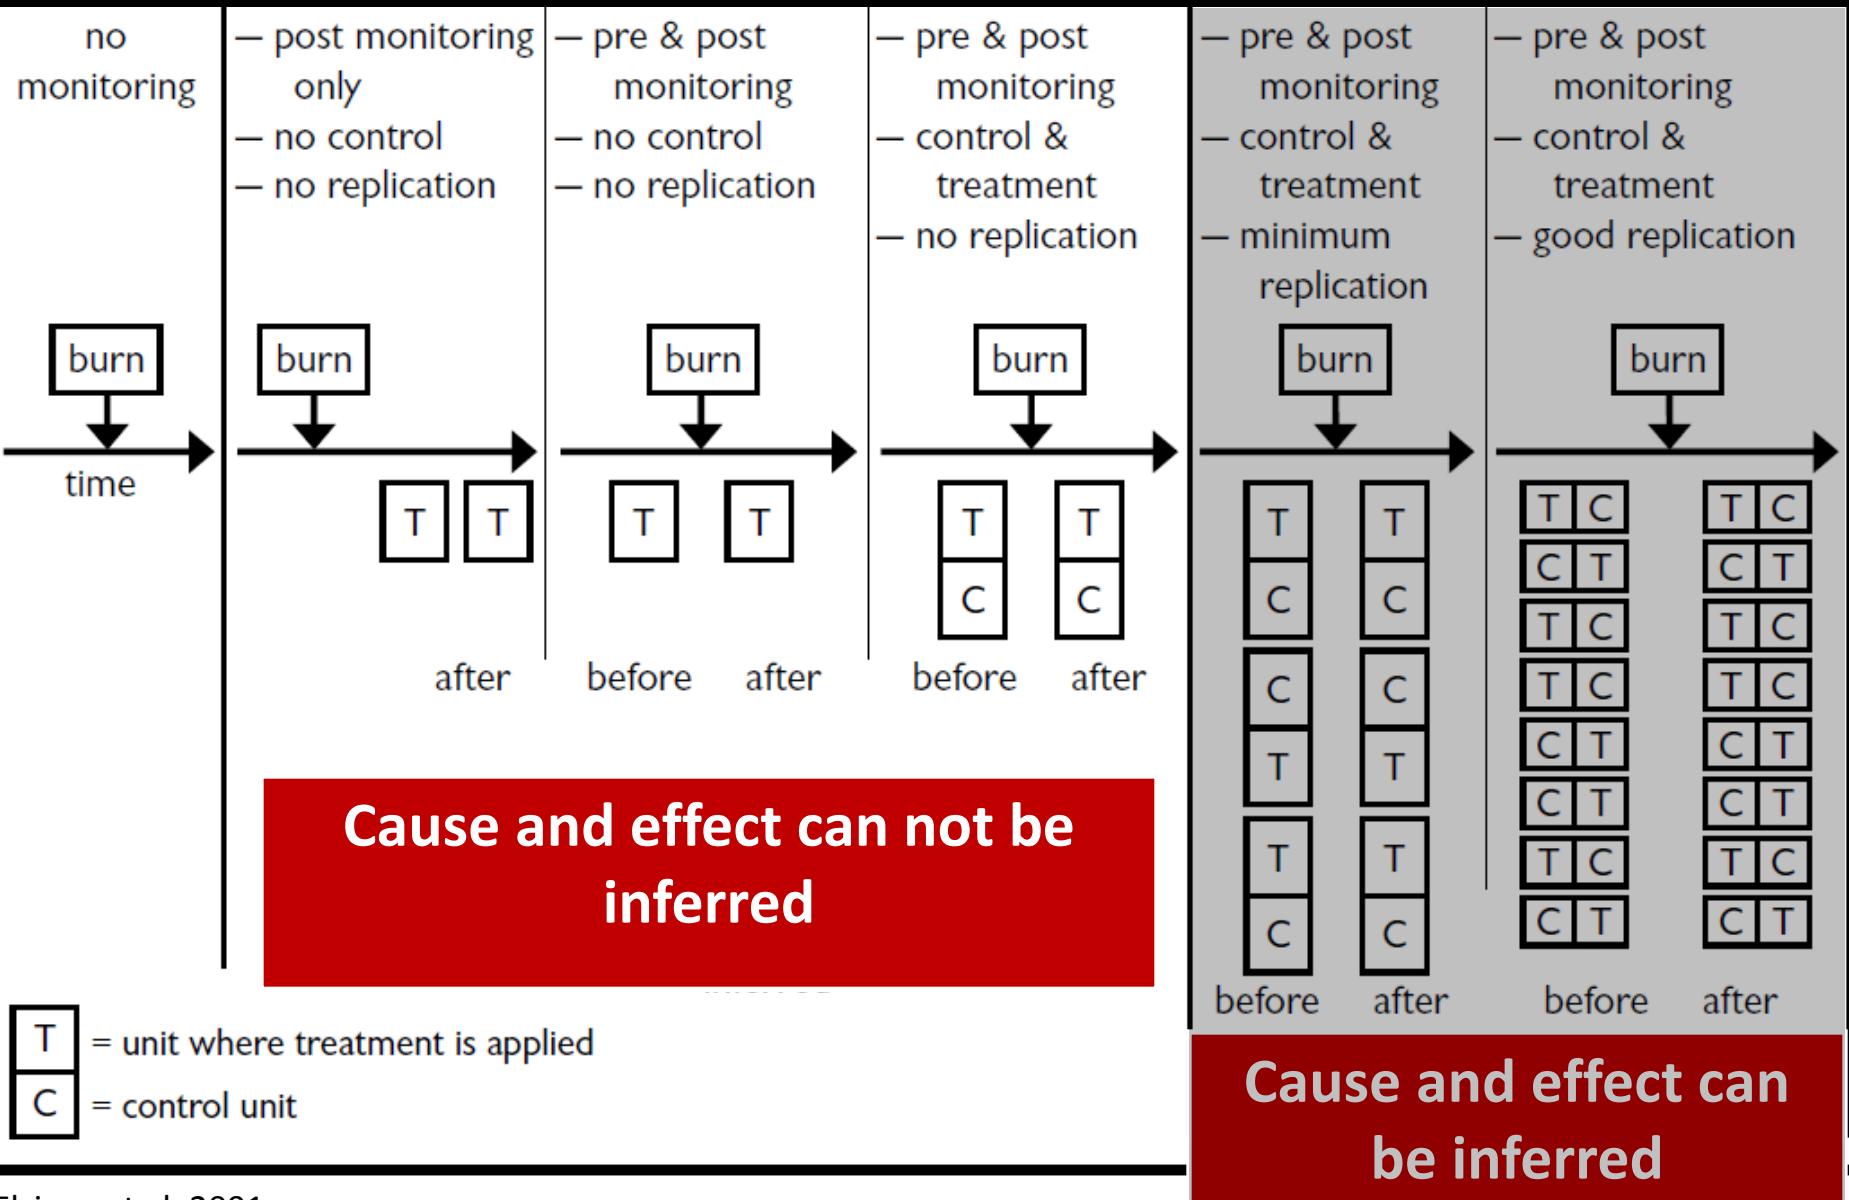 no
monitoring
— post monitoring
only
— no control
— no replication
— pre & post
monitoring
— no control
— no replication
— pre & post
monitoring
— control &
treatment
— no replication
— pre & post
monitoring
— control &
treatment
— minimum
replication
— pre & post
monitoring
— control &
treatment
— good replication
burn
burn
burn
burn
burn
burn
time
T T
after
T T
before after
T T
C C
before after
T T
C C
C C
T T
T T
C C
before after
T C T C
C T C T
T C T C
T C T C
C T C T
C T C T
T C T C
C T C T
before after
Cause and effect can not be
inferred
T = unit where treatment is applied
C = control unit
Cause and effect can
be inferred